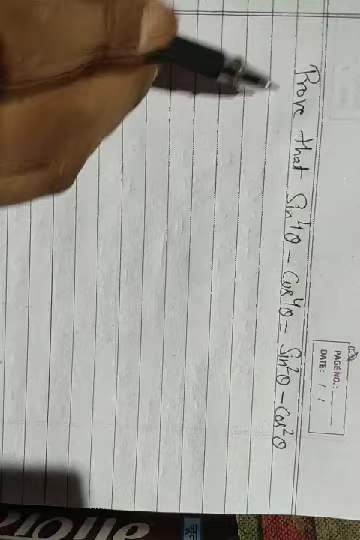 PAGE NO.:
DATE: / /
Prove that Sin⁴θ - Cos⁴θ = Sin²θ - Cos²θ